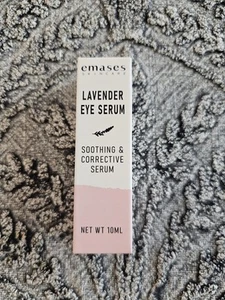 emases
SKINCARE
LAVENDER
EYE SERUM
SOOTHING &
CORRECTIVE
SERUM
NET WT 10ML